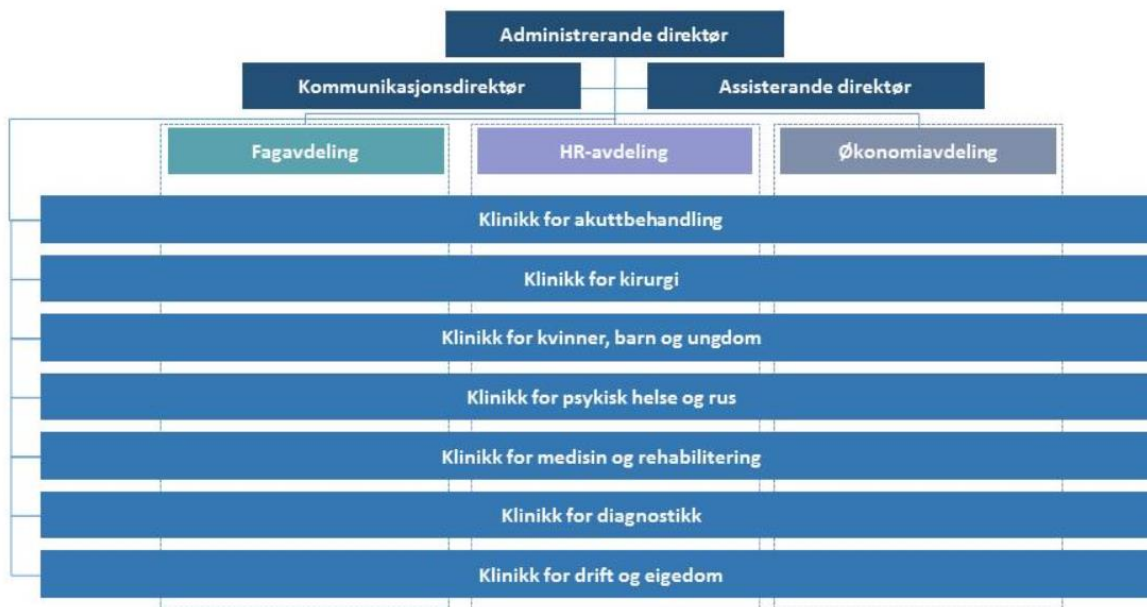 Administrerande direktør
Kommunikasjonsdirektør
Assisterande direktør
Fagavdeling
HR-avdeling
Økonomiavdeling
Klinikk for akuttbehandling
Klinikk for kirurgi
Klinikk for kvinner, barn og ungdom
Klinikk for psykisk helse og rus
Klinikk for medisin og rehabilitering
Klinikk for diagnostikk
Klinikk for drift og eigedom